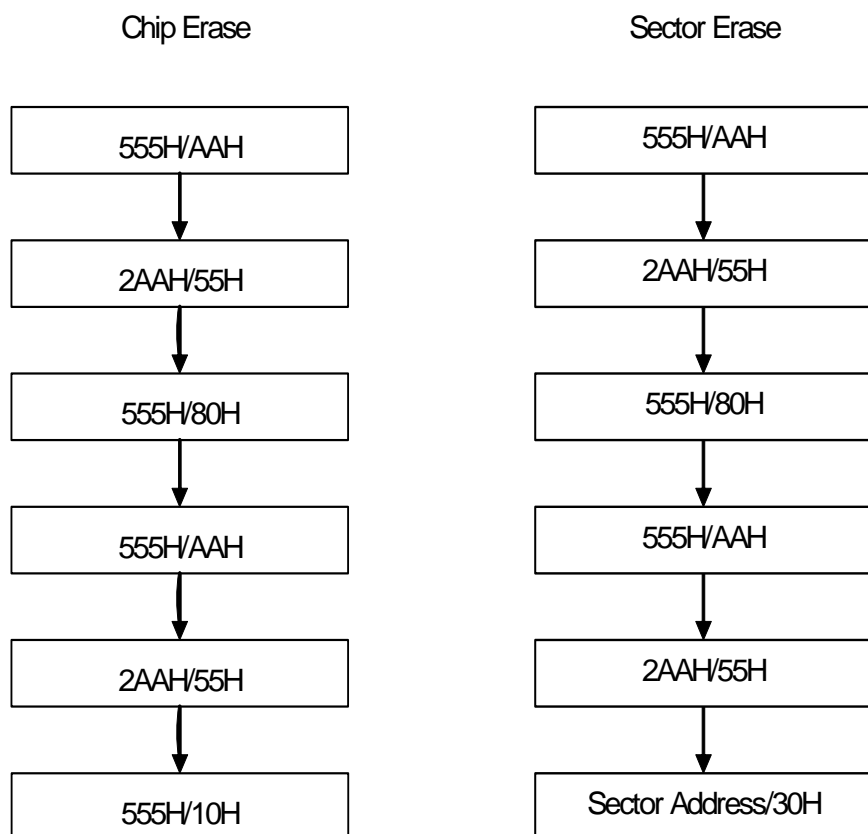 Chip Erase
555H/AAH
2AAH/55H
555H/80H
555H/AAH
2AAH/55H
555H/10H
Sector Erase
555H/AAH
2AAH/55H
555H/80H
555H/AAH
2AAH/55H
Sector Address/30H